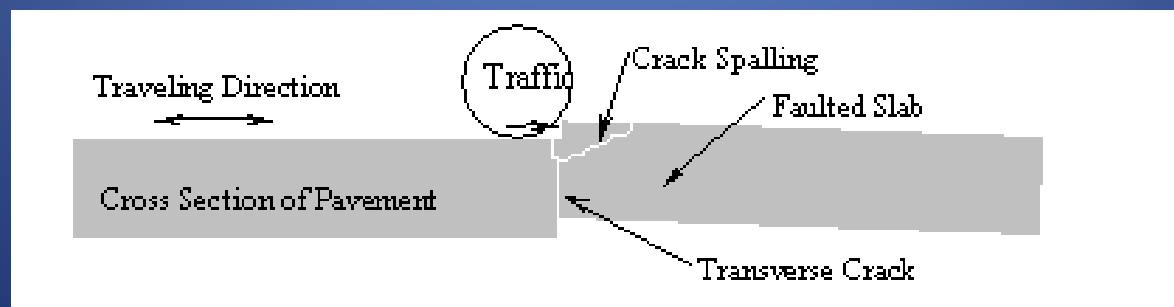 Traffic
Crack Spalling
Traveling Direction
Faulted Slab
Cross Section of Pavement
Transverse Crack